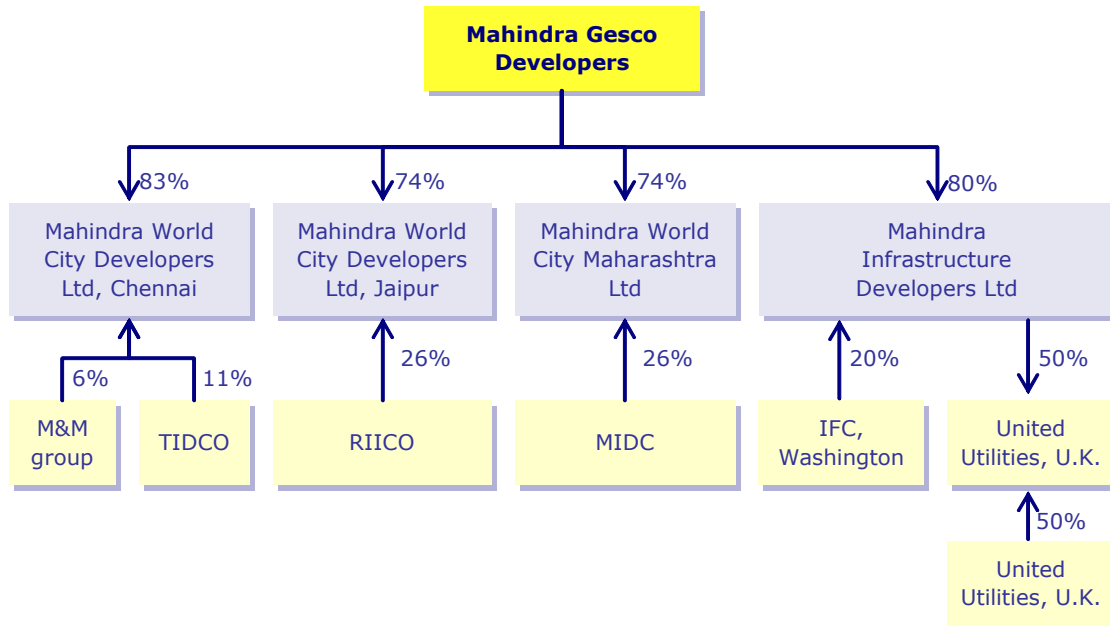 Mahindra Gesco
Developers
83%
74%
74%
80%
Mahindra World
City Developers
Ltd, Chennai
Mahindra World
City Developers
Ltd, Jaipur
Mahindra World
City Maharashtra
Ltd
Mahindra
Infrastructure
Developers Ltd
6%
11%
26%
26%
20%
50%
M&M
group
TIDCO
RIICO
MIDC
IFC,
Washington
United
Utilities, U.K.
50%
United
Utilities, U.K.